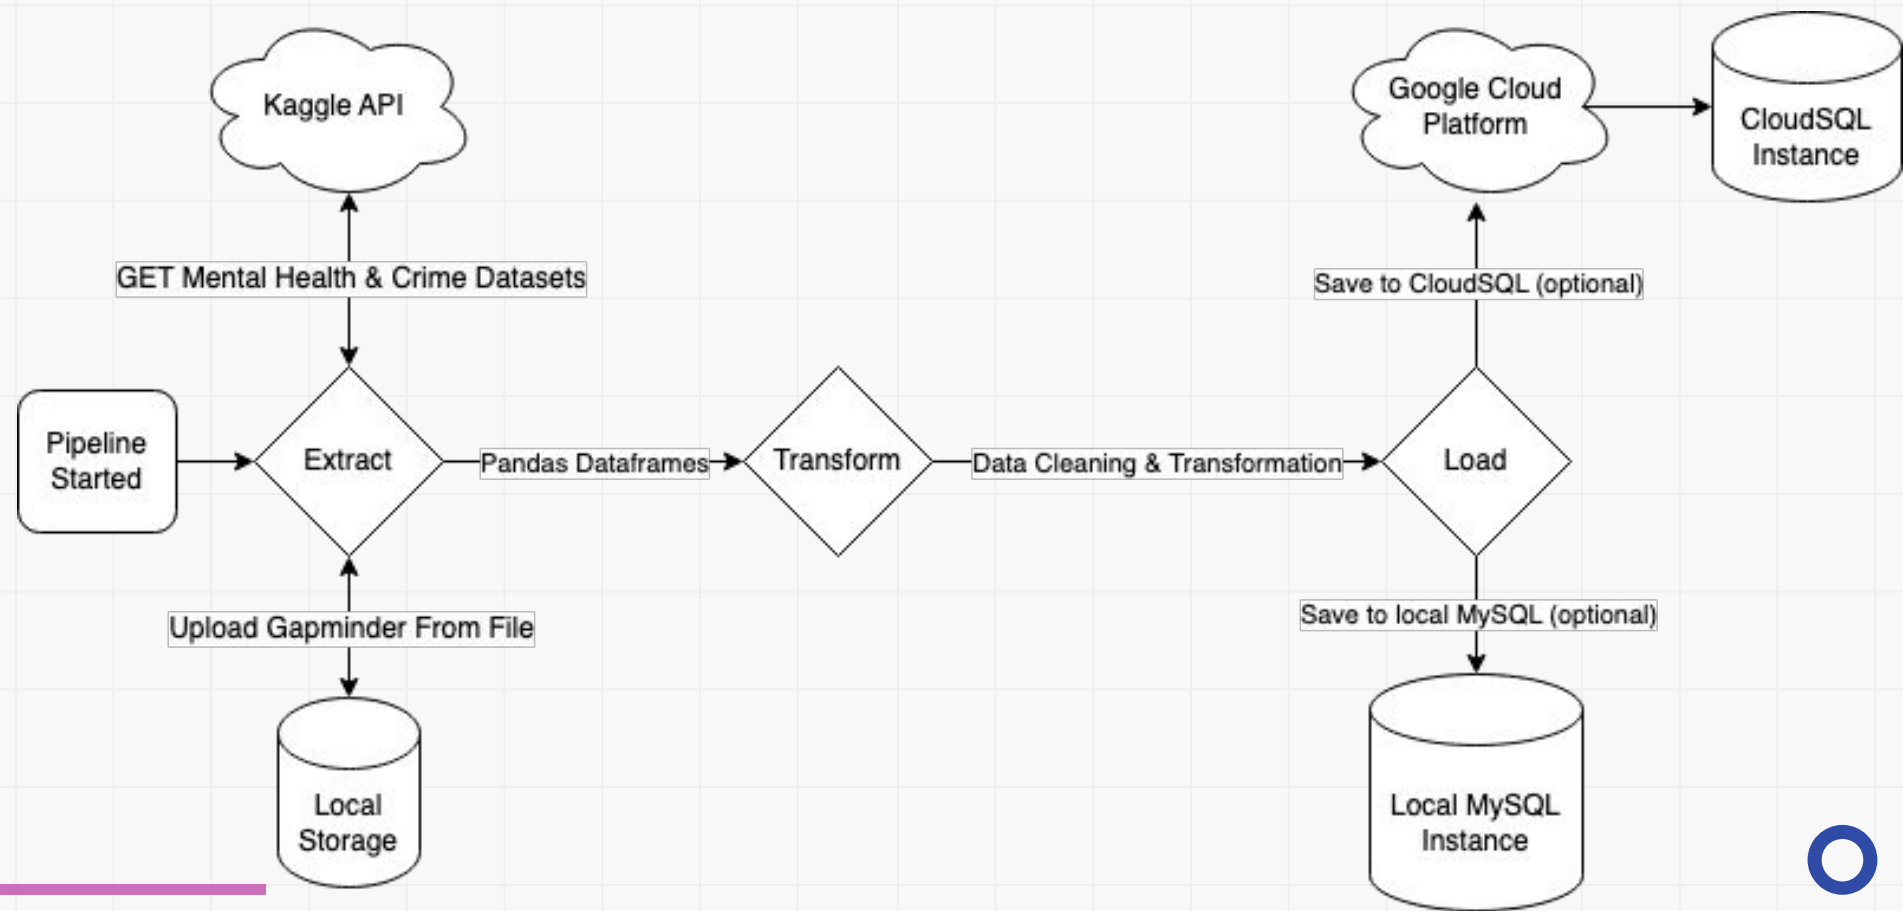 Kaggle API
Google Cloud
Platform
CloudSQL
Instance
GET Mental Health & Crime Datasets
Save to CloudSQL (optional)
Pipeline
Started
Extract
Pandas Dataframes
Transform
Data Cleaning & Transformation
Load
Upload Gapminder From File
Save to local MySQL (optional)
Local
Storage
Local MySQL
Instance